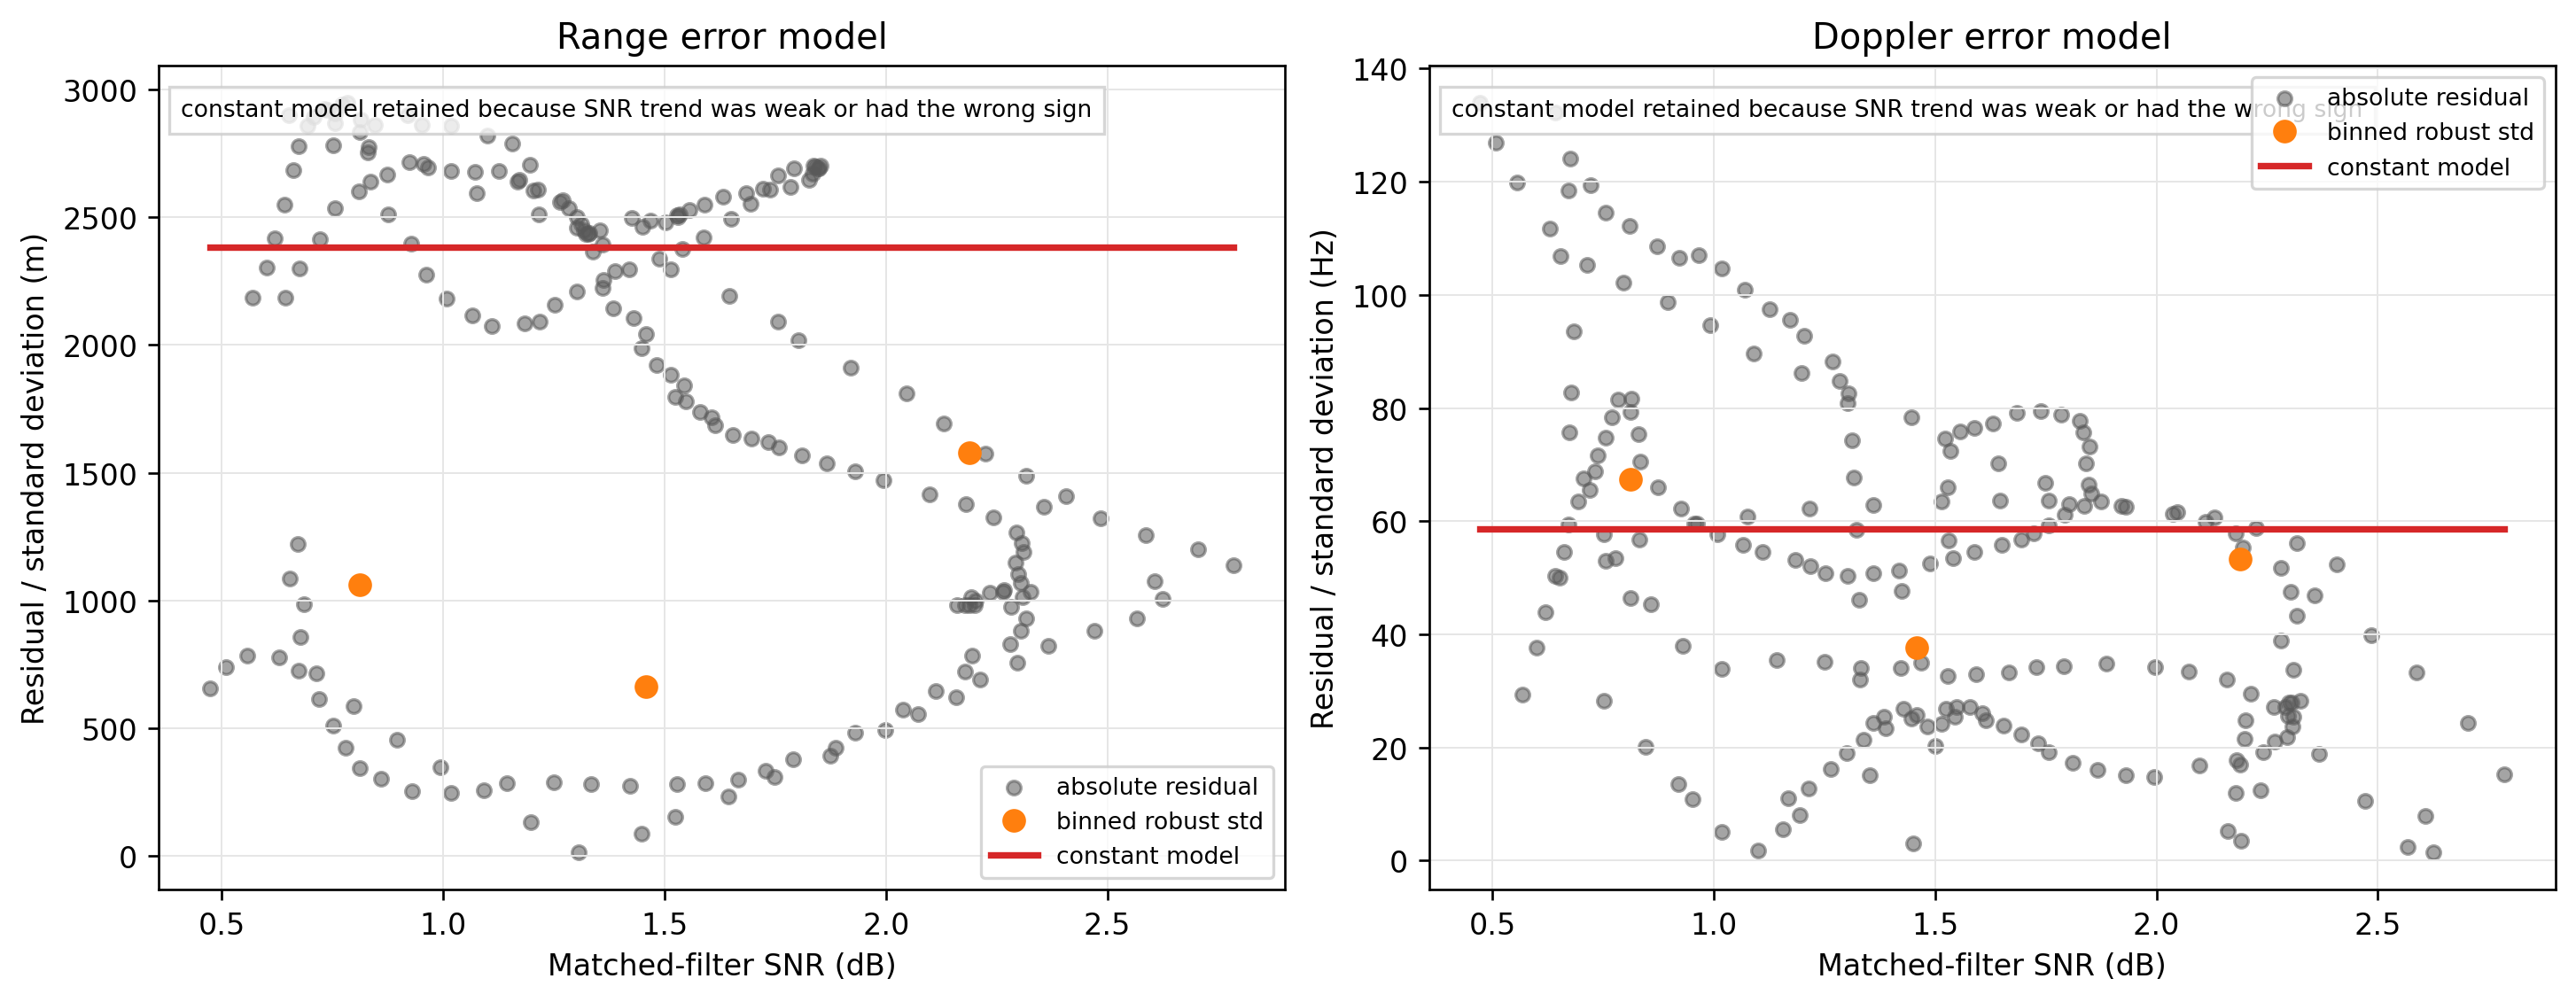 Range error model
constant model retained because SNR trend was weak or had the wrong sign
Residual / standard deviation (m)
3000
2500
2000
1500
1000
500
0
0.5 1.0 1.5 2.0 2.5
Matched-filter SNR (dB)
absolute residual
binned robust std
constant model
Doppler error model
constant model retained because SNR trend was weak or had the wrong sign
absolute residual
binned robust std
constant model
Residual / standard deviation (Hz)
140
120
100
80
60
40
20
0
0.5 1.0 1.5 2.0 2.5
Matched-filter SNR (dB)